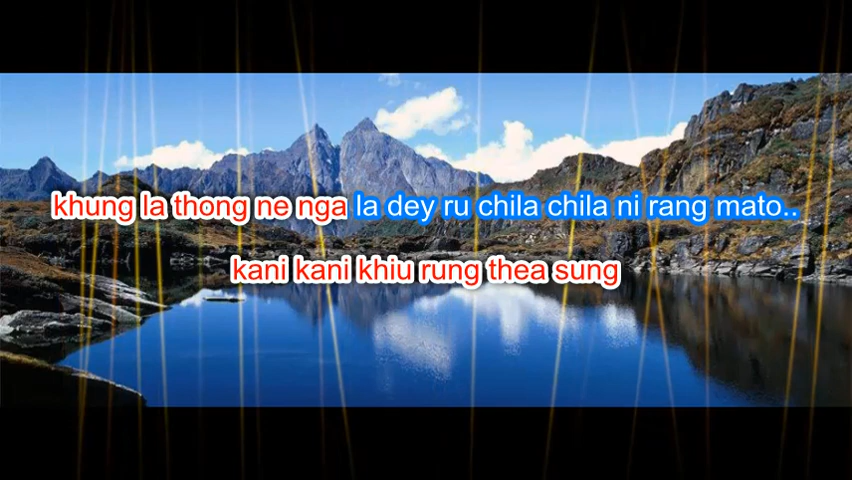 khung la thong ne nga la dey ru chila chila ni rang mato..
kani kani khiu rung thea sung